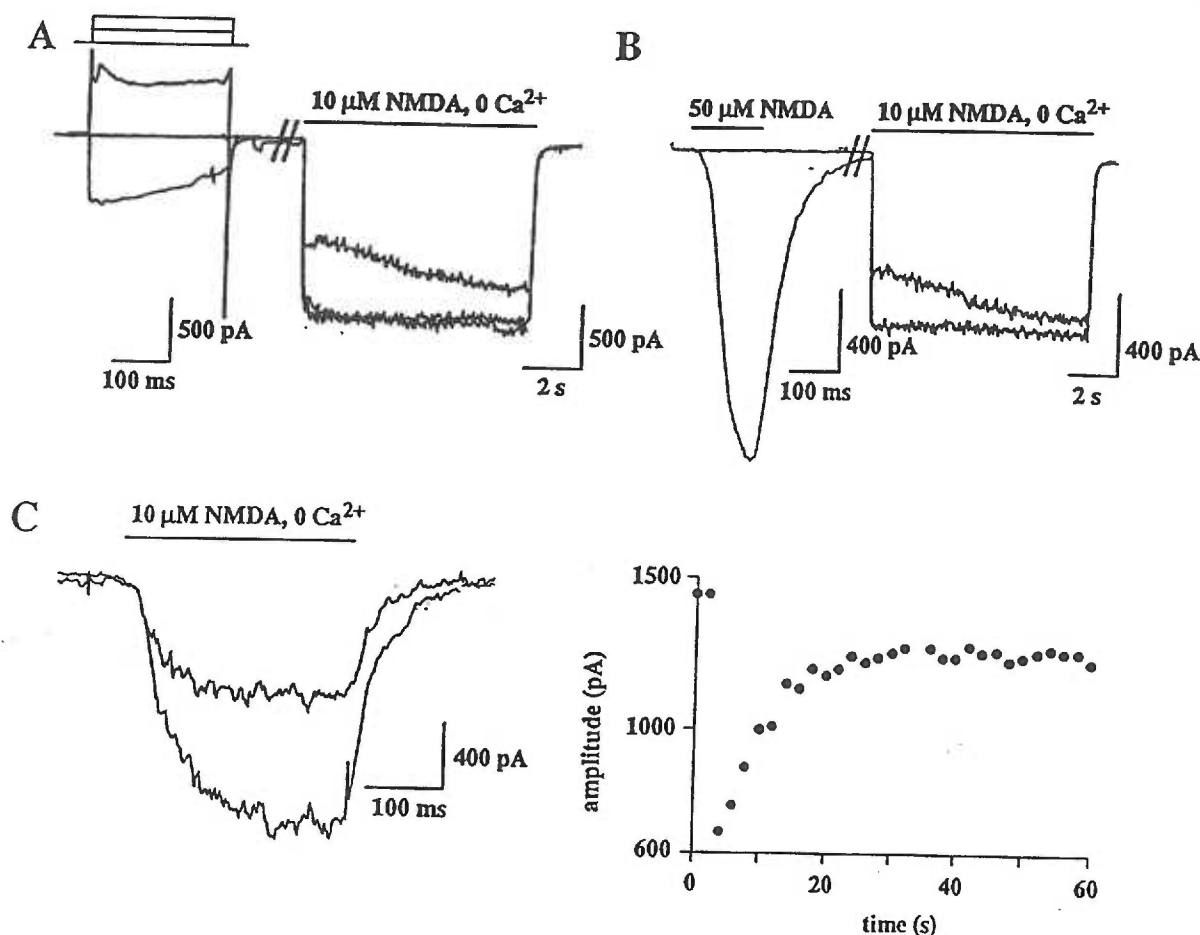 A
10 μM NMDA, 0 Ca²⁺
500 pA
100 ms
500 pA
2 s
B
50 μM NMDA
10 μM NMDA, 0 Ca²⁺
400 pA
100 ms
400 pA
2 s
C
10 μM NMDA, 0 Ca²⁺
400 pA
100 ms
1500
1000
600
amplitude (pA)
0
20
40
60
time (s)